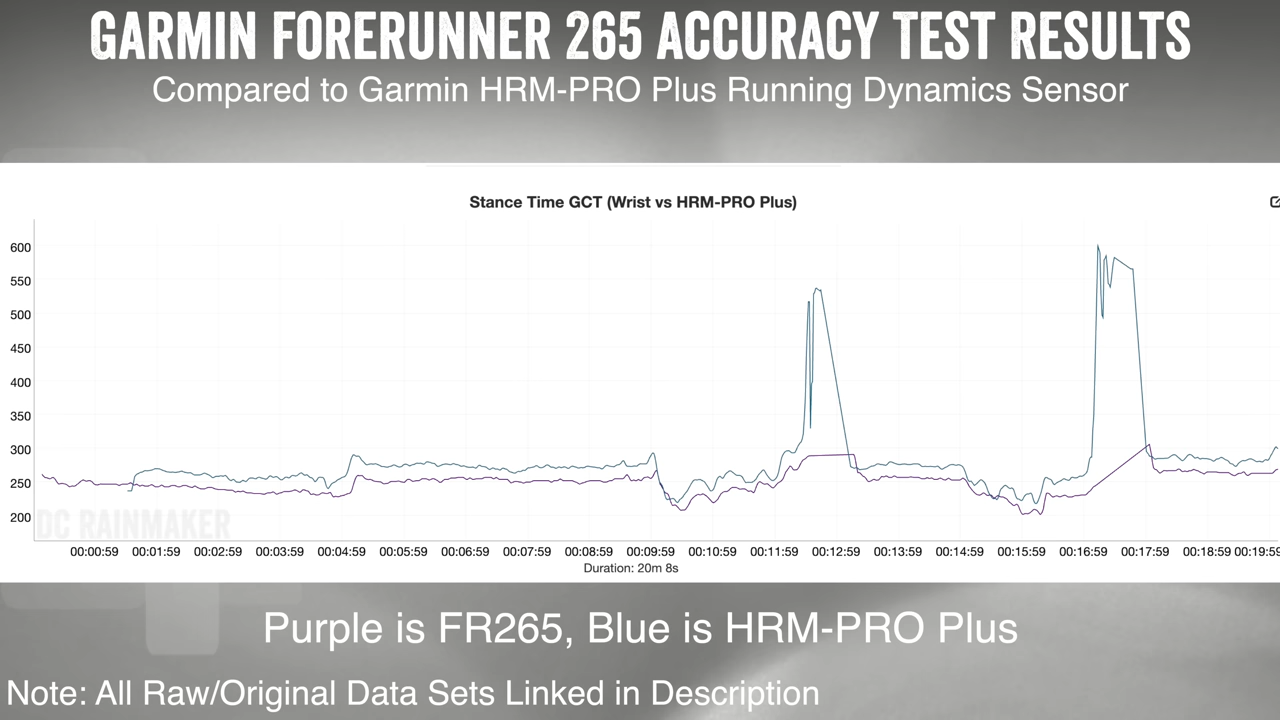 GARMIN FORERUNNER 265 ACCURACY TEST RESULTS
Compared to Garmin HRM-PRO Plus Running Dynamics Sensor
Stance Time GCT (Wrist vs HRM-PRO Plus)
600
550
500
450
400
350
300
250
200
DC RAINMAKER
00:00:59 00:01:59 00:02:59 00:03:59 00:04:59 00:05:59 00:06:59 00:07:59 00:08:59 00:09:59 00:10:59 00:11:59 00:12:59 00:13:59 00:14:59 00:15:59 00:16:59 00:17:59 00:18:59 00:19:59
Duration: 20m 8s
Purple is FR265, Blue is HRM-PRO Plus
Note: All Raw/Original Data Sets Linked in Description